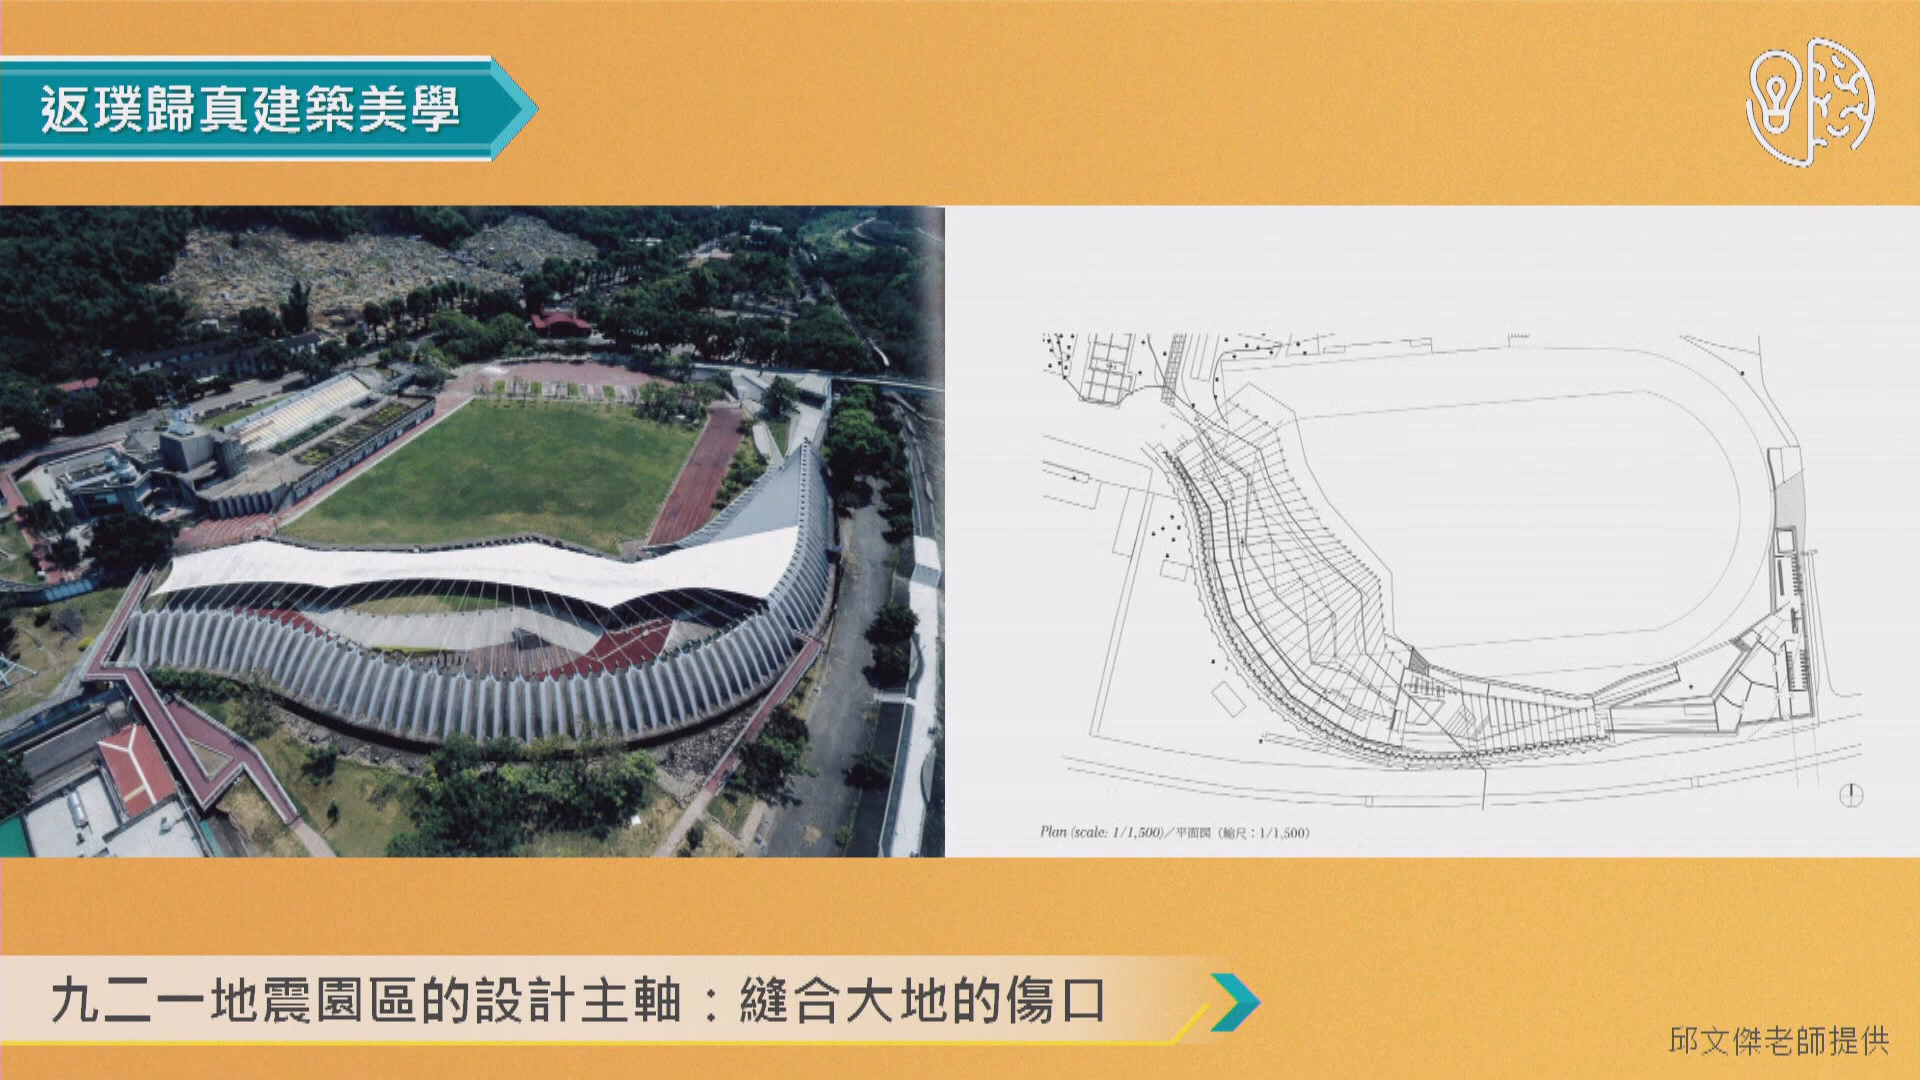 返璞歸真建築美學
Plan (scale: 1/1,500)／平面図（縮尺：1/1,500）
九二一地震園區的設計主軸：縫合大地的傷口
邱文傑老師提供